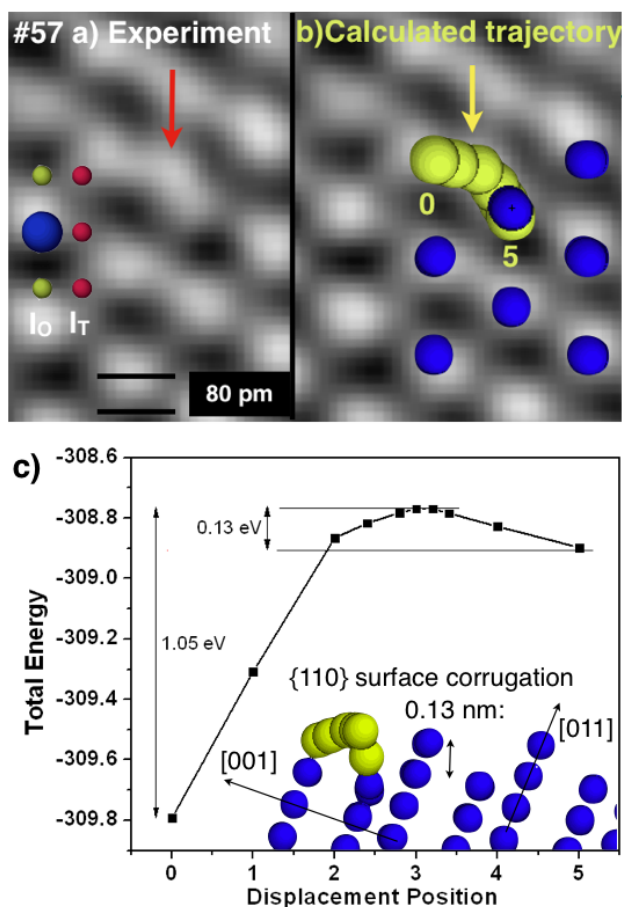 #57 a) Experiment
b)Calculated trajectory
0
5
IO IT
80 pm
c)
-308.6
-308.8
-309.0
-309.2
-309.4
-309.6
-309.8
Total Energy
0.13 eV
1.05 eV
{110} surface corrugation
0.13 nm:
[001]
[011]
0 1 2 3 4 5
Displacement Position